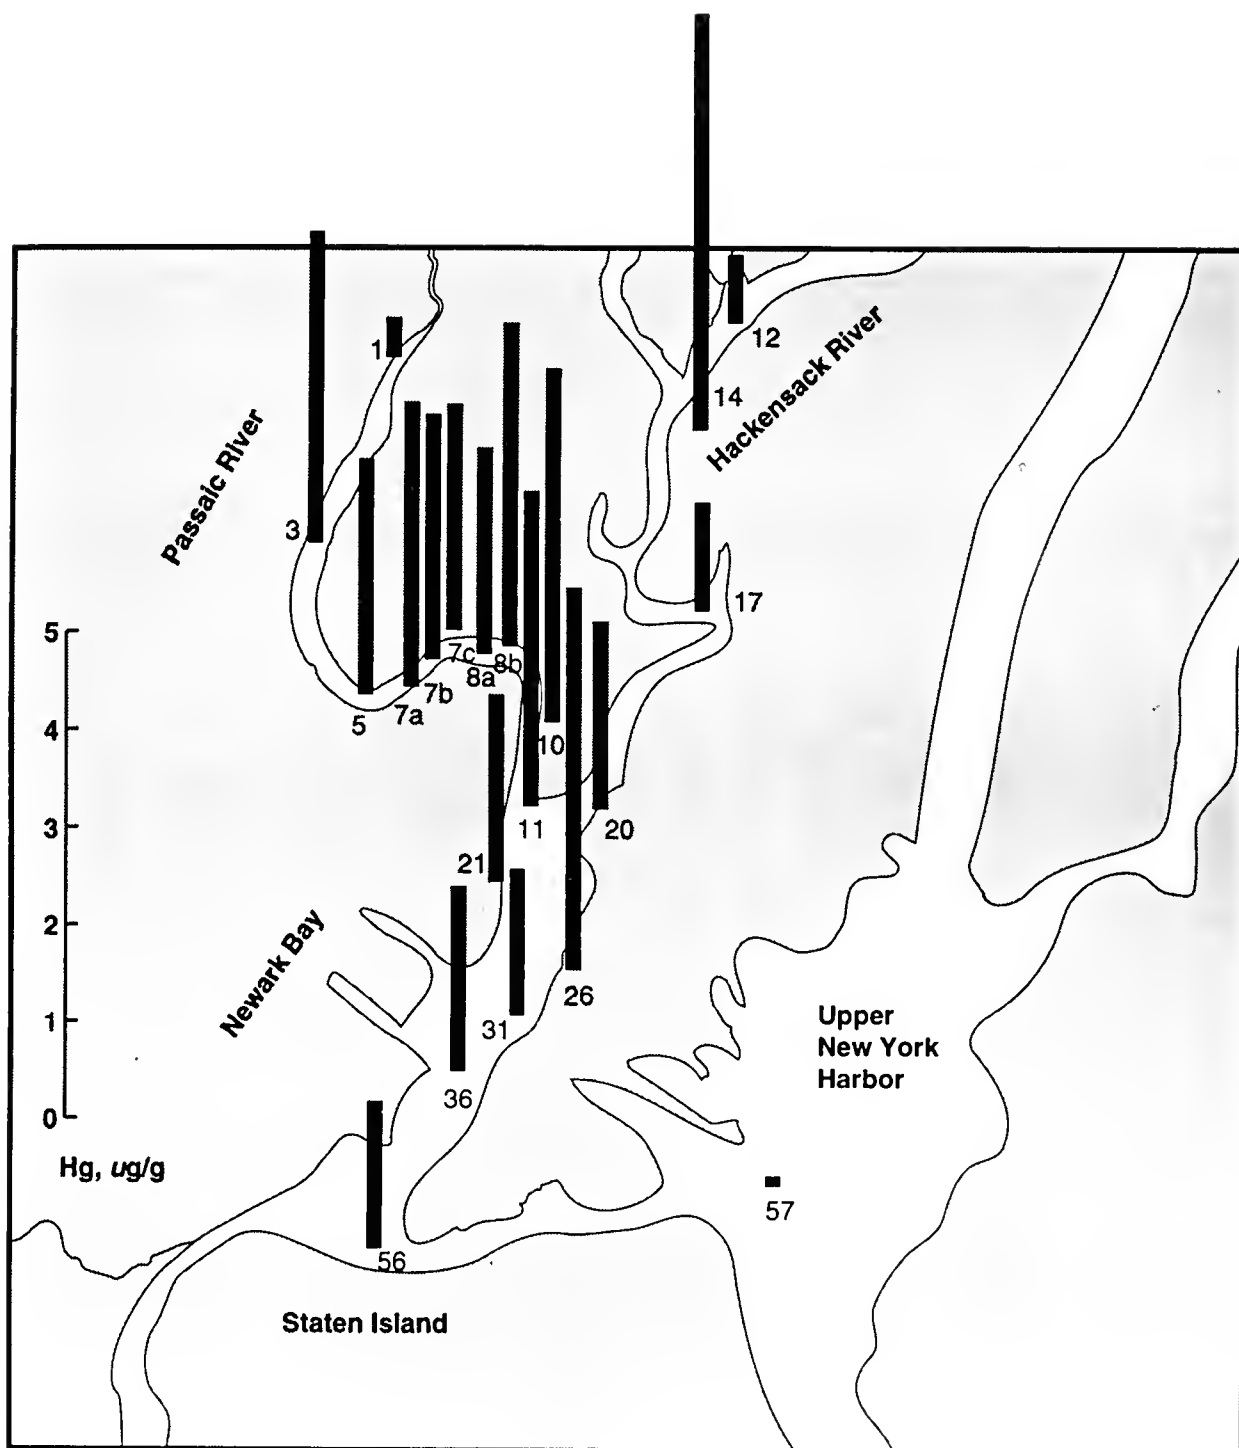 1
12
14
Hackensack River
Passaic River
3
17
5
7a
7b
7c
8a
8b
10
11
20
21
26
31
36
Newark Bay
5
4
3
2
1
0
Hg, ug/g
Upper
New York
Harbor
57
56
Staten Island